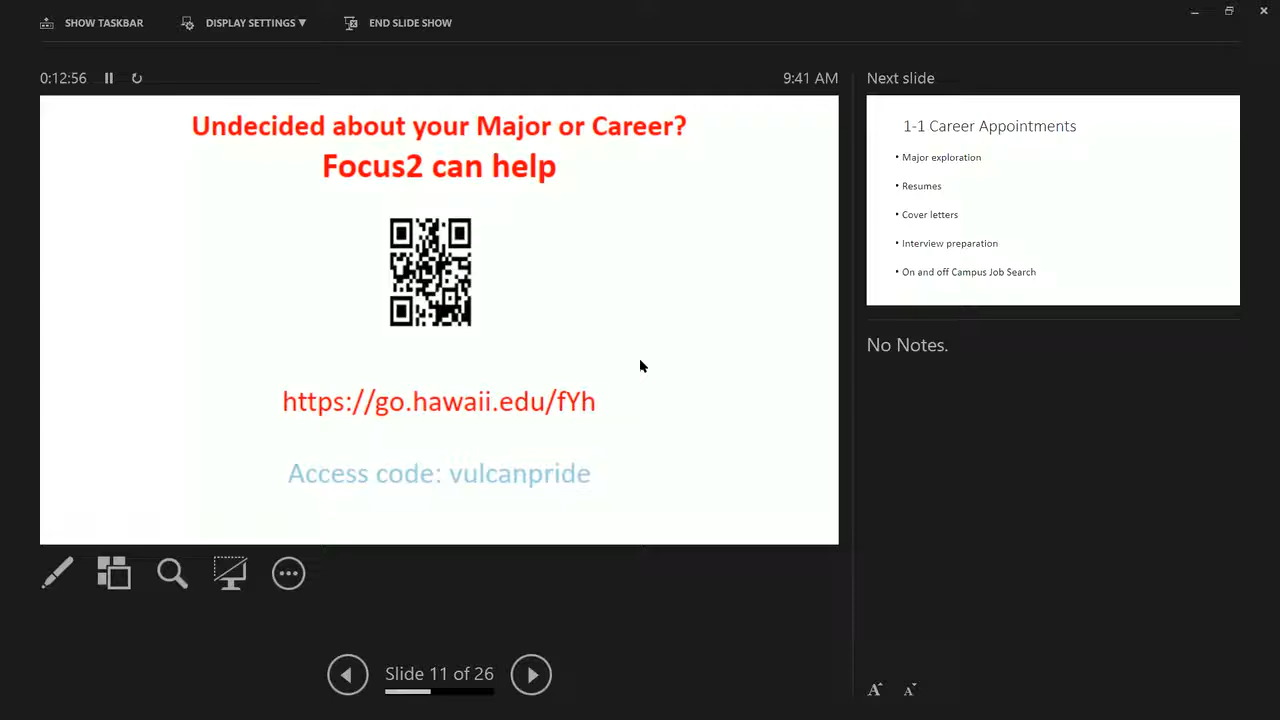 SHOW TASKBAR
DISPLAY SETTINGS ▼
END SLIDE SHOW
0:12:56
9:41 AM
Undecided about your Major or Career?
Focus2 can help
https://go.hawaii.edu/fYh
Access code: vulcanpride
Next slide
1-1 Career Appointments
• Major exploration
• Resumes
• Cover letters
• Interview preparation
• On and off Campus Job Search
No Notes.
Slide 11 of 26
A A